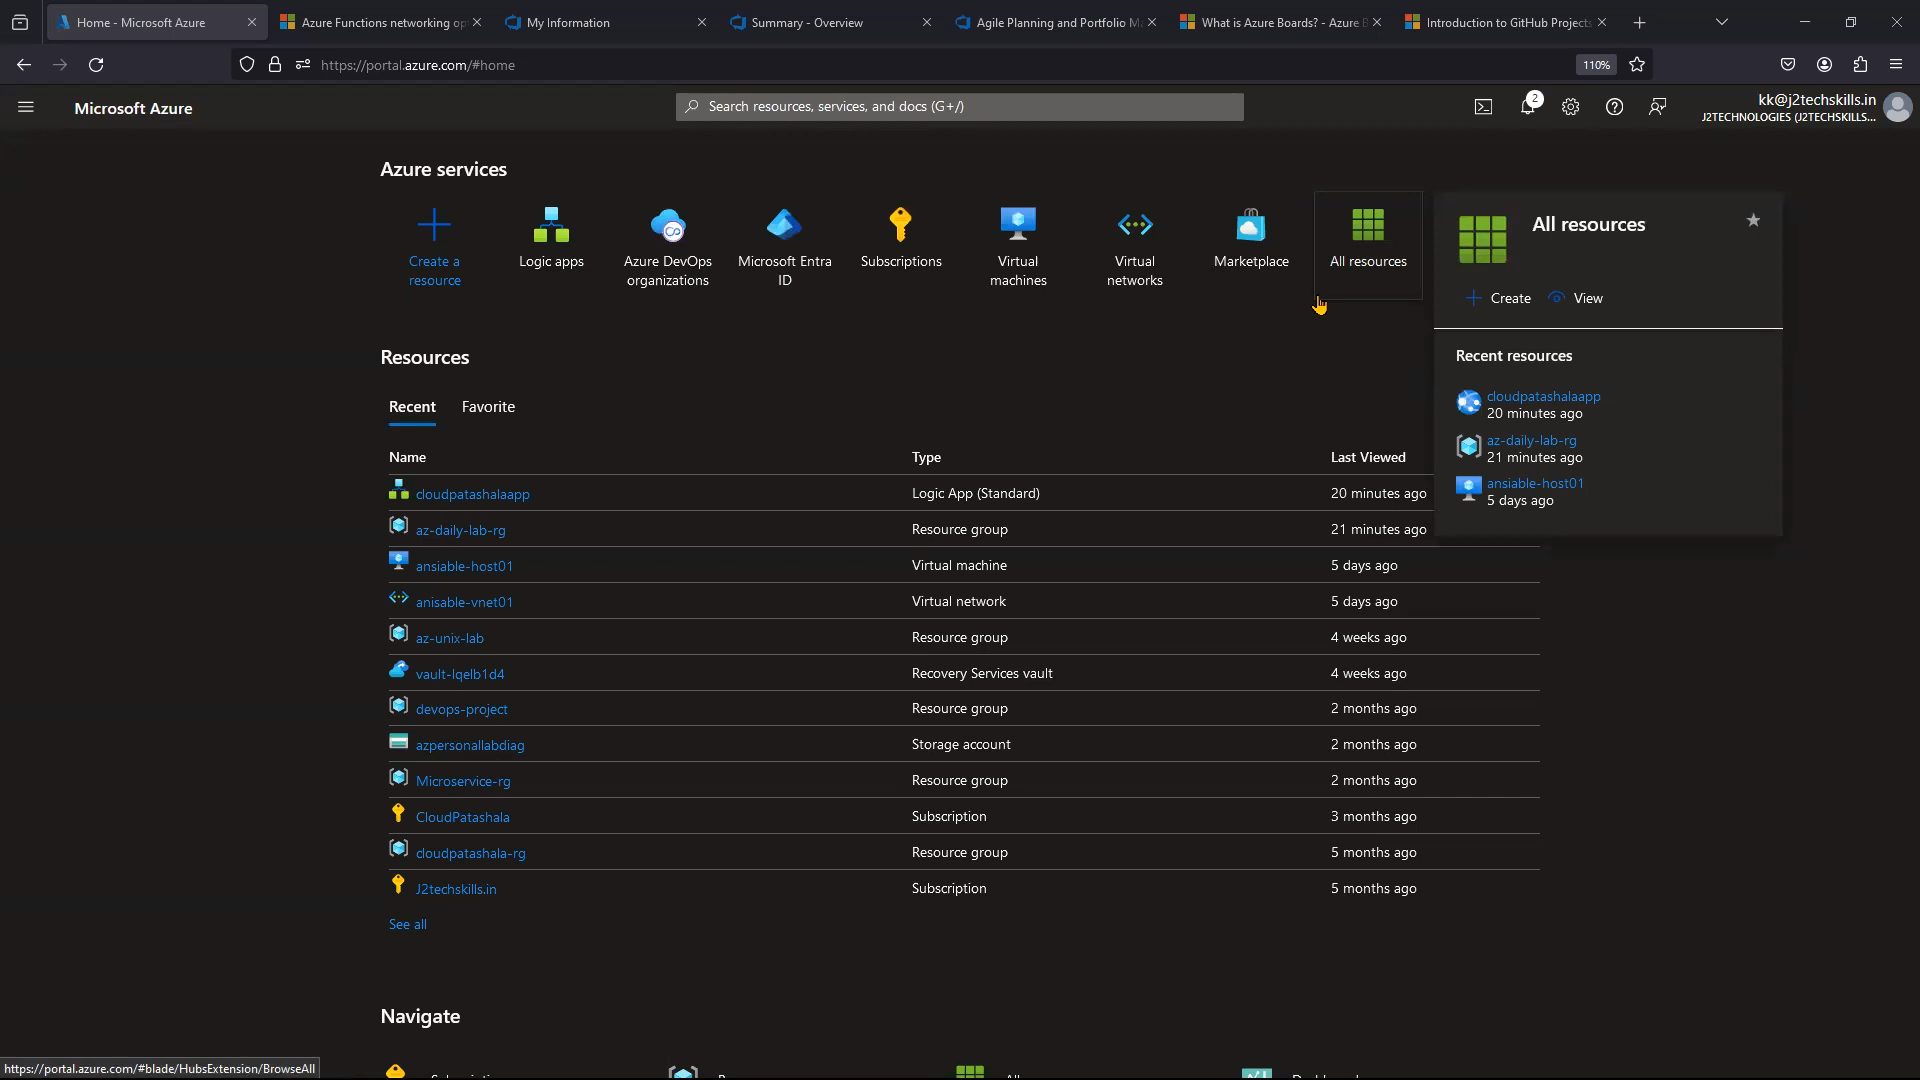 Home - Microsoft Azure
Azure Functions networking op
My Information
Summary - Overview
Agile Planning and Portfolio M
What is Azure Boards? - Azure B
Introduction to GitHub Projects
https://portal.azure.com/#home
110%
Microsoft Azure
Search resources, services, and docs (G+/)
2
kk@j2techskills.in
J2TECHNOLOGIES (J2TECHSKILLS...
Azure services
Create a resource
Logic apps
Azure DevOps organizations
Microsoft Entra ID
Subscriptions
Virtual machines
Virtual networks
Marketplace
All resources
All resources
Create
View
Recent resources
cloudpatashalaapp
20 minutes ago
az-daily-lab-rg
21 minutes ago
ansiable-host01
5 days ago
Resources
Recent
Favorite
Name Type Last Viewed
cloudpatashalaapp Logic App (Standard) 20 minutes ago
az-daily-lab-rg Resource group 21 minutes ago
ansiable-host01 Virtual machine 5 days ago
anisable-vnet01 Virtual network 5 days ago
az-unix-lab Resource group 4 weeks ago
vault-lqelb1d4 Recovery Services vault 4 weeks ago
devops-project Resource group 2 months ago
azpersonallabdiag Storage account 2 months ago
Microservice-rg Resource group 2 months ago
CloudPatashala Subscription 3 months ago
cloudpatashala-rg Resource group 5 months ago
J2techskills.in Subscription 5 months ago
See all
Navigate
https://portal.azure.com/#blade/HubsExtension/BrowseAll